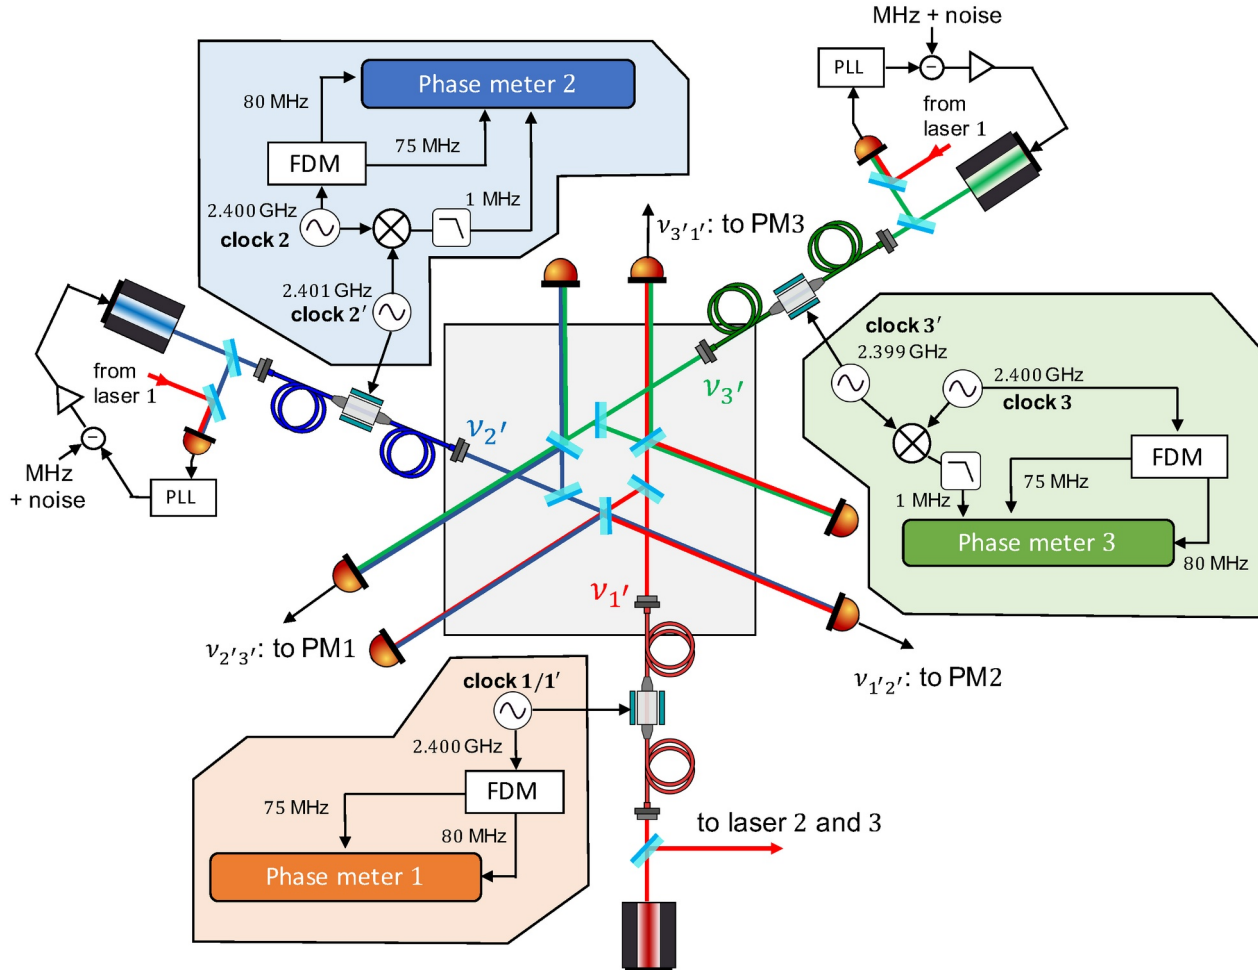 MHz + noise
PLL
−
from
laser 1
Phase meter 2
80 MHz
FDM
75 MHz
2.400 GHz
clock 2
1 MHz
2.401 GHz
clock 2′
ν3′1′: to PM3
from
laser 1
−
MHz
+ noise
PLL
ν2′
ν3′
ν1′
clock 3′
2.399 GHz
2.400 GHz
clock 3
FDM
75 MHz
1 MHz
Phase meter 3
80 MHz
ν2′3′: to PM1
ν1′2′: to PM2
clock 1/1′
2.400 GHz
FDM
75 MHz
80 MHz
Phase meter 1
to laser 2 and 3